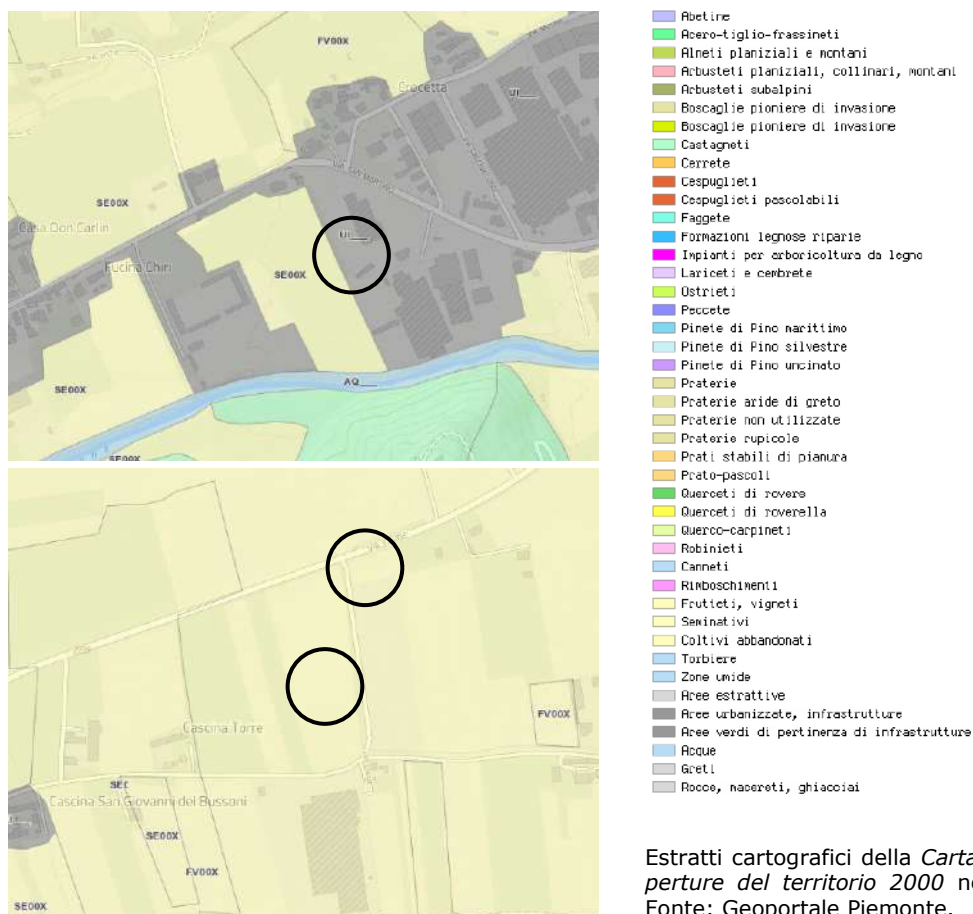 FV00X
Crocetta
UI___
SE00X
Casa Don Carlin
UI___
Fucina Chiri
SE00X
SE00X
AQ___
SE00X
Cascina Torre
FV00X
Cascina San Giovanni dei Bussoni
SE00X
FV00X
SE00X
Abetine
Acero-tiglio-frassineti
Alneti planiziali e montani
Arbusteti planiziali, collinari, montani
Arbusteti subalpini
Boscaglie pioniere di invasione
Boscaglie pioniere di invasione
Castagneti
Cerrete
Cespuglieti
Cespuglieti pascolabili
Faggete
Formazioni legnose riparie
Impianti per arboricoltura da legno
Lariceti e cembrete
Ostrieti
Peccete
Pinete di Pino marittimo
Pinete di Pino silvestre
Pinete di Pino uncinato
Praterie
Praterie aride di greto
Praterie non utilizzate
Praterie rupicole
Prati stabili di pianura
Prato-pascoli
Querceti di rovere
Querceti di roverella
Querco-carpineti
Robinieti
Canneti
Rimboschimenti
Frutteti, vigneti
Seminativi
Coltivi abbandonati
Torbiere
Zone umide
Aree estrattive
Aree urbanizzate, infrastrutture
Aree verdi di pertinenza di infrastrutture
Acque
Greti
Rocce, macereti, ghiacciai
Estratti cartografici della Carta
perture del territorio 2000
Fonte: Geoportale Piemonte.